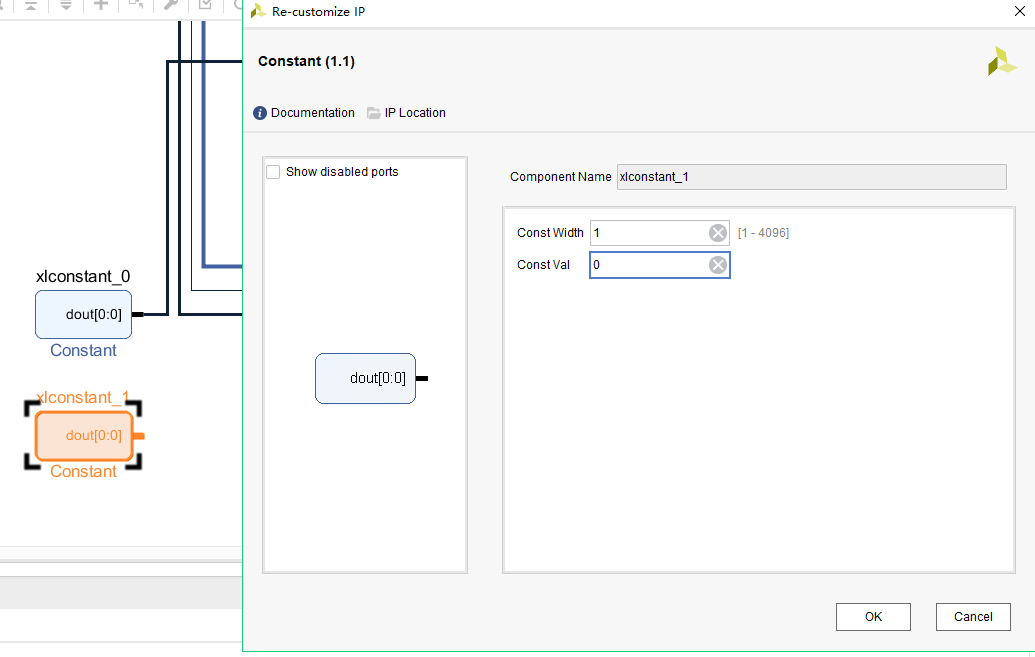 Re-customize IP
Constant (1.1)
Documentation
IP Location
Show disabled ports
Component Name xlconstant_1
Const Width 1 [1 - 4096]
Const Val 0
dout[0:0]
xlconstant_0
dout[0:0]
Constant
xlconstant_1
dout[0:0]
Constant
OK
Cancel